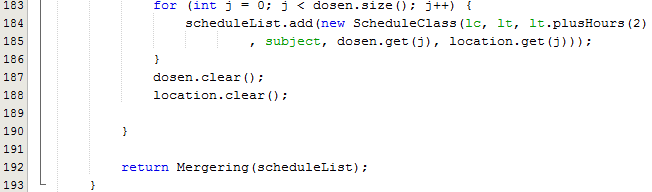 183 for (int j = 0; j < dosen.size(); j++) {
184 scheduleList.add(new ScheduleClass(lc, lt, lt.plusHours(2)
185 , subject, dosen.get(j), location.get(j)));
186 }
187 dosen.clear();
188 location.clear();
189
190 }
191
192 return Mergering(scheduleList);
193 }